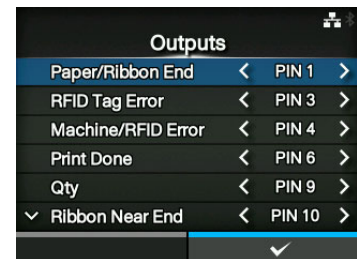 Outputs
Paper/Ribbon End < PIN 1 >
RFID Tag Error < PIN 3 >
Machine/RFID Error < PIN 4 >
Print Done < PIN 6 >
Qty < PIN 9 >
Ribbon Near End < PIN 10 >